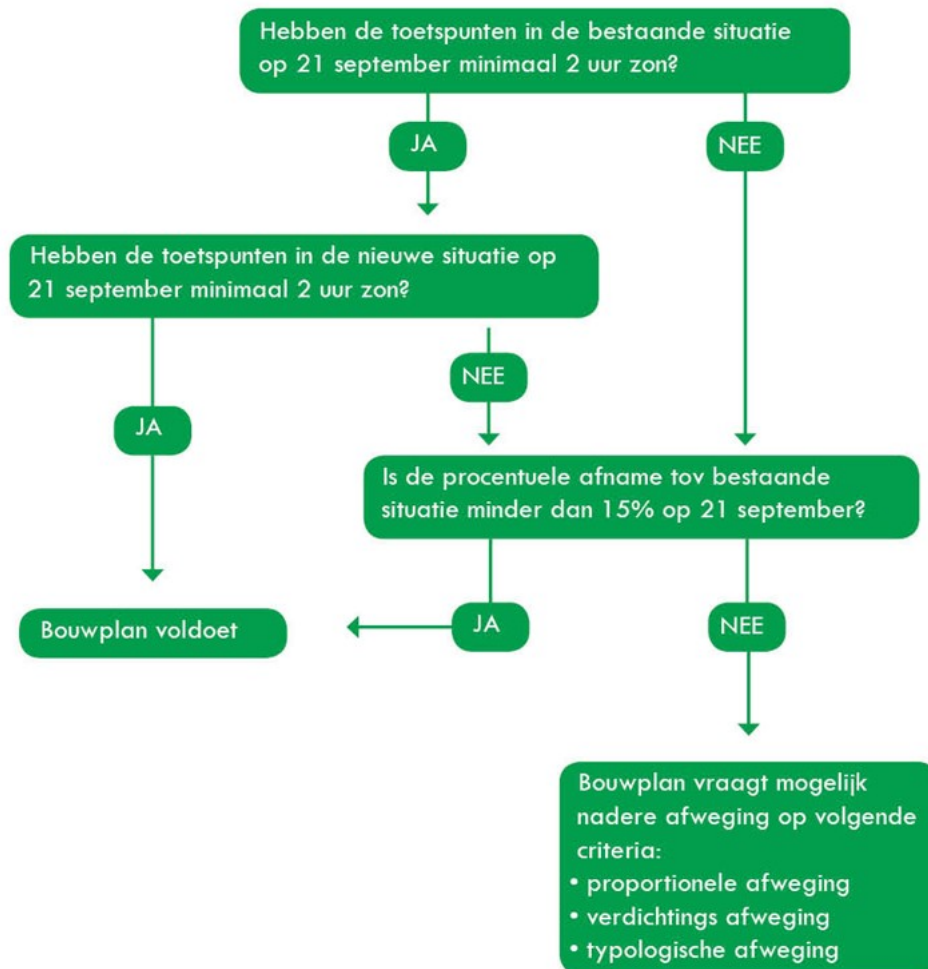 Hebben de toetspunten in de bestaande situatie
op 21 september minimaal 2 uur zon?
JA
NEE
Hebben de toetspunten in de nieuwe situatie op
21 september minimaal 2 uur zon?
NEE
JA
Is de procentuele afname tov bestaande
situatie minder dan 15% op 21 september?
Bouwplan voldoet
JA
NEE
Bouwplan vraagt mogelijk
nadere afweging op volgende
criteria:
• proportionele afweging
• verdichtings afweging
• typologische afweging